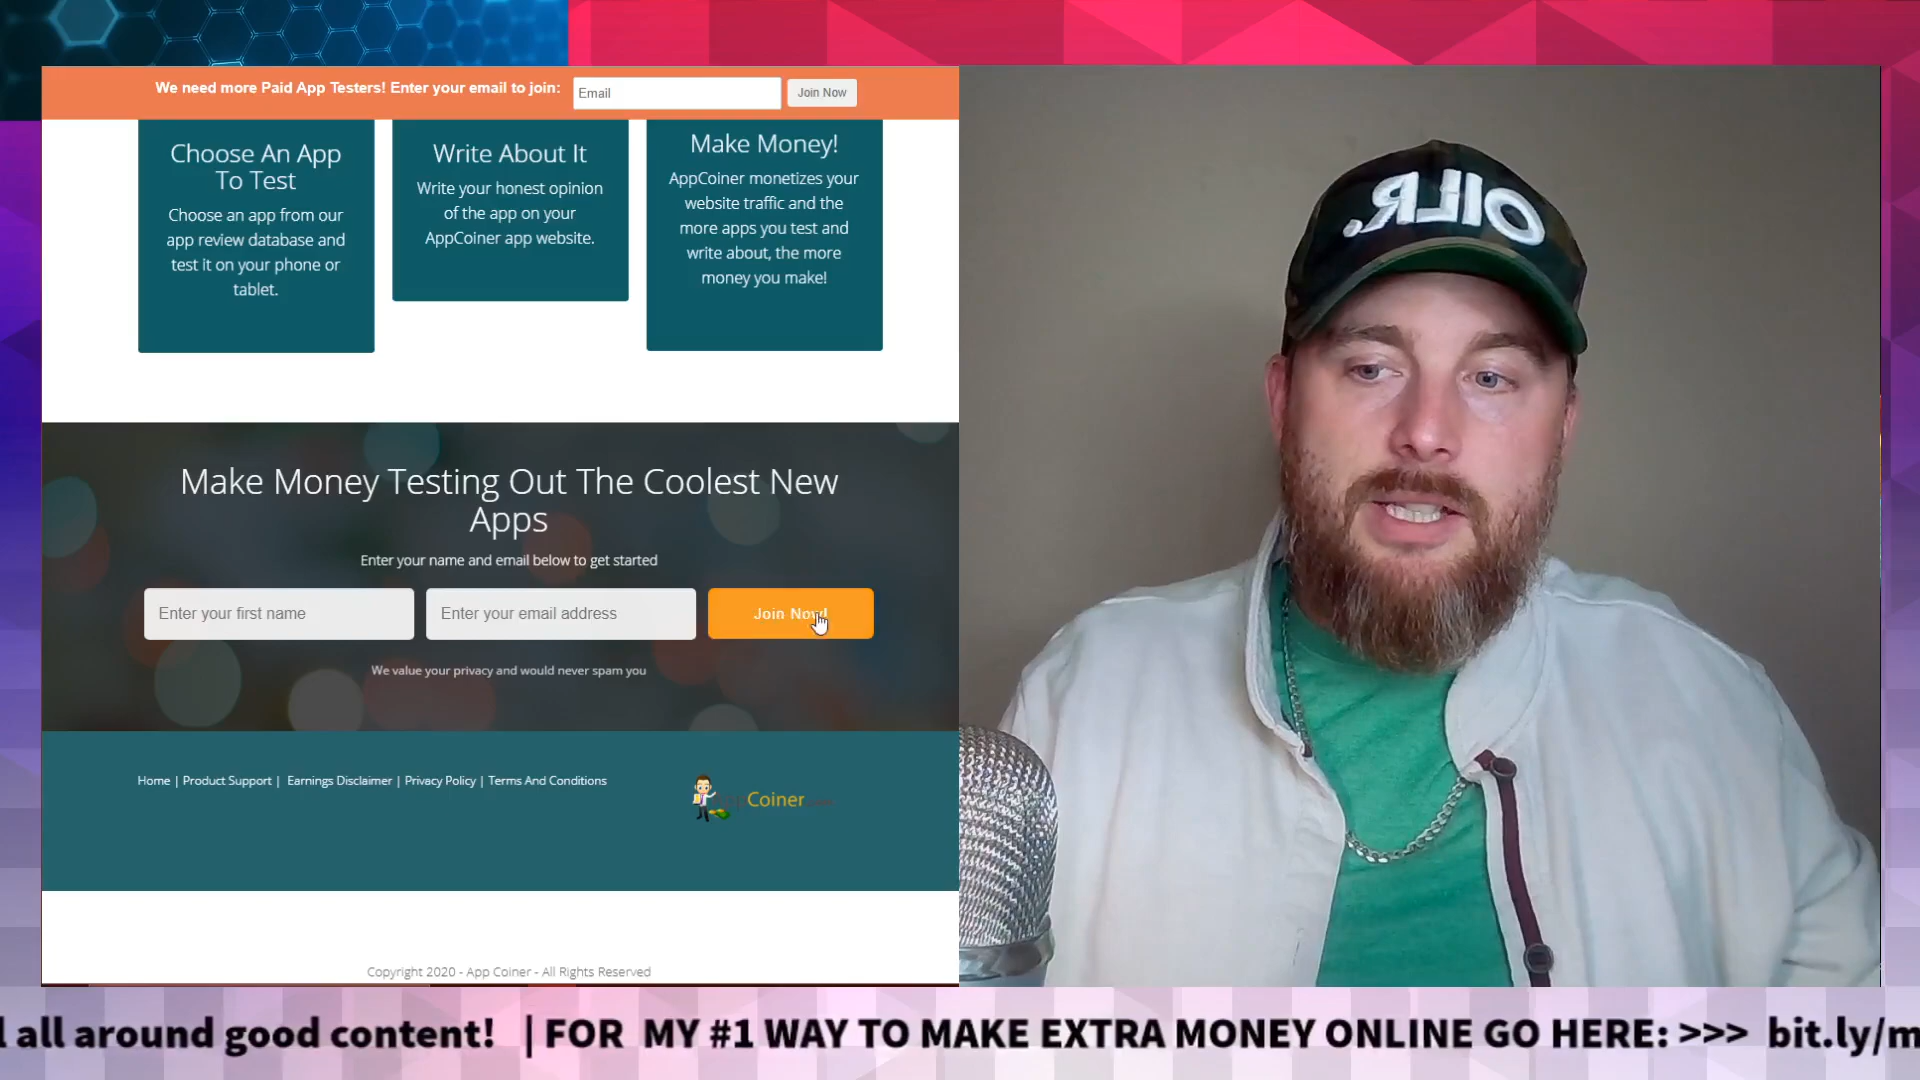 We need more Paid App Testers! Enter your email to join:
Email
Join Now
Choose An App
To Test
Choose an app from our
app review database and
test it on your phone or
tablet.
Write About It
Write your honest opinion
of the app on your
AppCoiner app website.
Make Money!
AppCoiner monetizes your
website traffic and the
more apps you test and
write about, the more
money you make!
OILR.
Make Money Testing Out The Coolest New
Apps
Enter your name and email below to get started
Enter your first name
Enter your email address
Join Now!
We value your privacy and would never spam you
Home | Product Support | Earnings Disclaimer | Privacy Policy | Terms And Conditions
Coiner
Copyright 2020 - App Coiner - All Rights Reserved
all around good content! | FOR MY #1 WAY TO MAKE EXTRA MONEY ONLINE GO HERE: >>> bit.ly/m